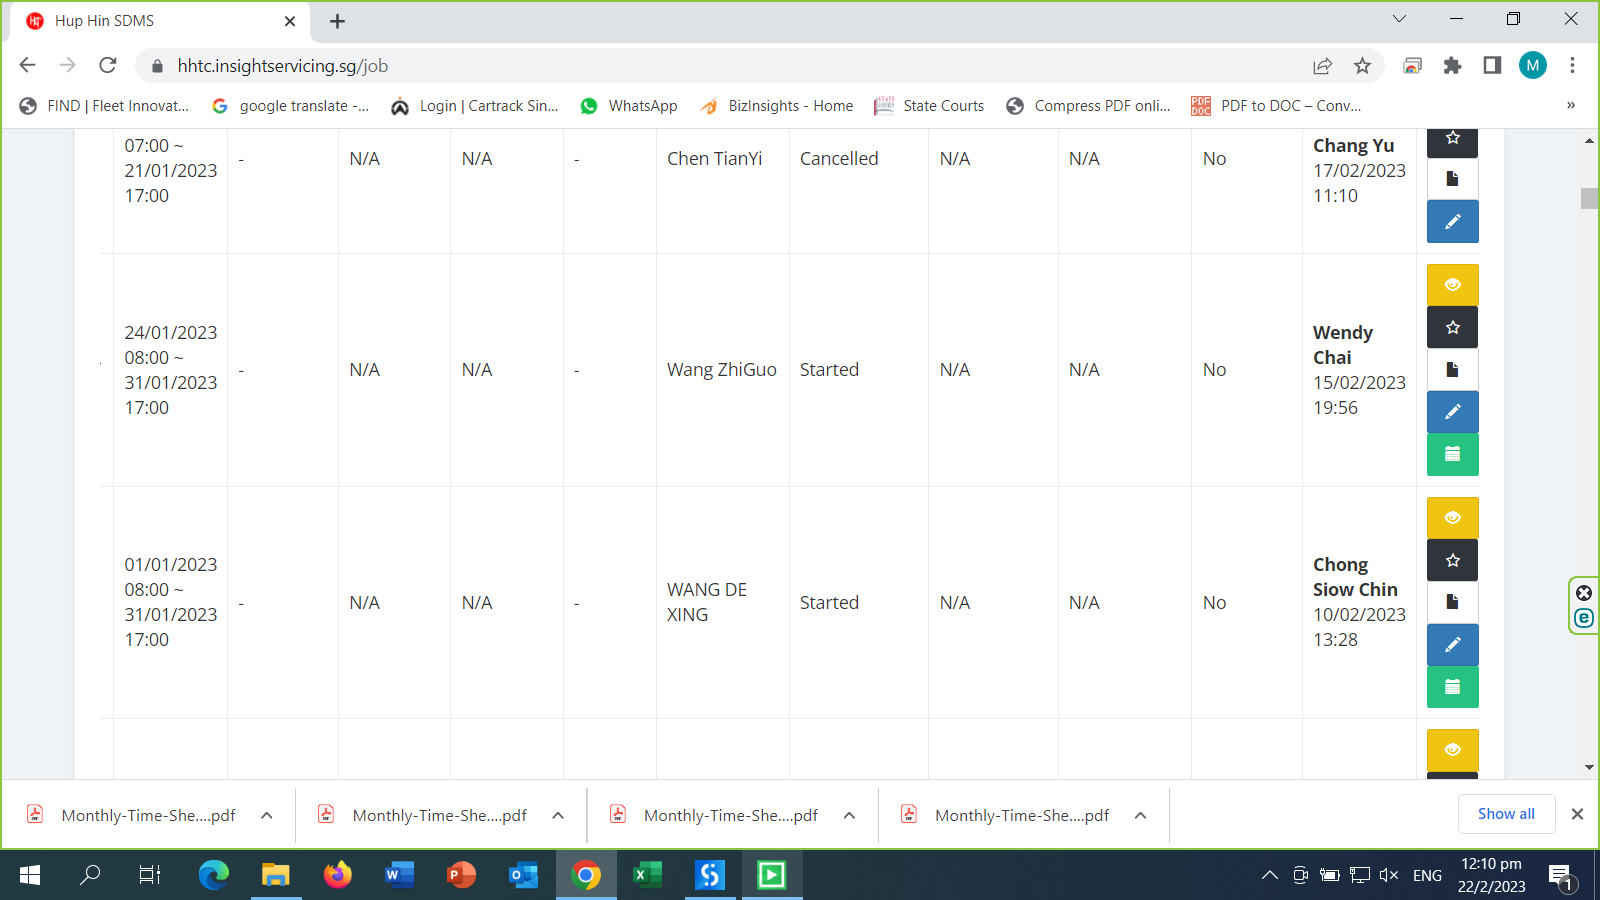 Hup Hin SDMS
hhtc.insightservicing.sg/job
M
FIND | Fleet Innovat...
google translate -...
Login | Cartrack Sin...
WhatsApp
BizInsights - Home
State Courts
Compress PDF onli...
PDF to DOC – Conv...
»
07:00 ~
21/01/2023
17:00
-
N/A
N/A
-
Chen TianYi
Cancelled
N/A
N/A
No
Chang Yu
17/02/2023
11:10
24/01/2023
08:00 ~
31/01/2023
17:00
-
N/A
N/A
-
Wang ZhiGuo
Started
N/A
N/A
No
Wendy
Chai
15/02/2023
19:56
01/01/2023
08:00 ~
31/01/2023
17:00
-
N/A
N/A
-
WANG DE
XING
Started
N/A
N/A
No
Chong
Siow Chin
10/02/2023
13:28
Monthly-Time-She....pdf
Monthly-Time-She....pdf
Monthly-Time-She....pdf
Monthly-Time-She....pdf
Show all
ENG
12:10 pm
22/2/2023
1